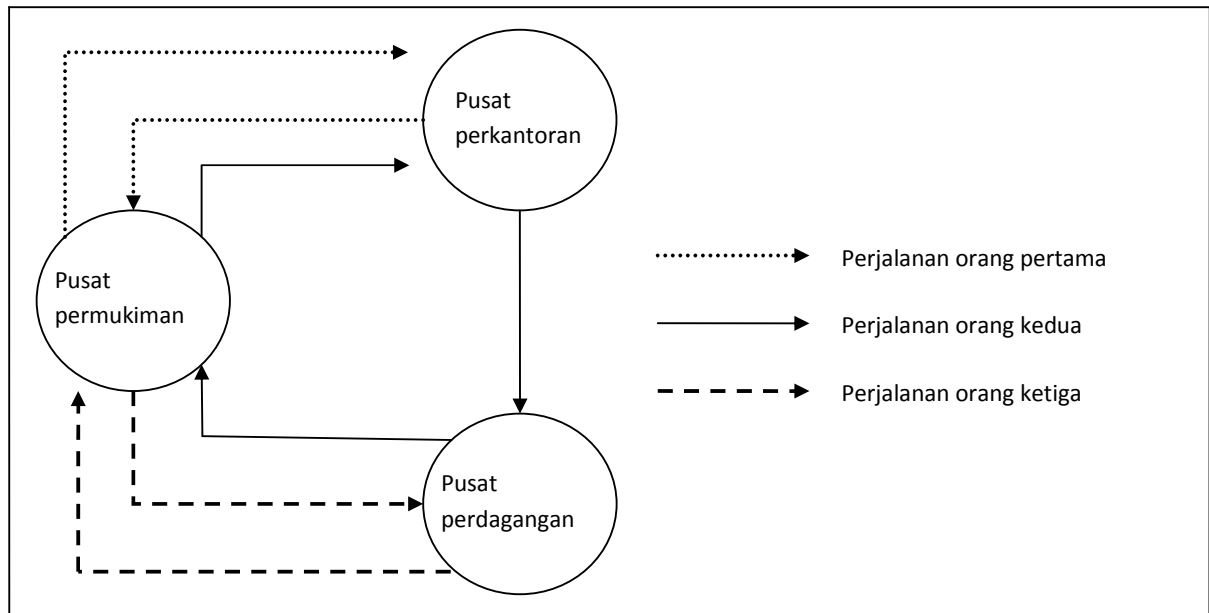 Pusat
perkantoran
Pusat
permukiman
Perjalanan orang pertama
Perjalanan orang kedua
Perjalanan orang ketiga
Pusat
perdagangan